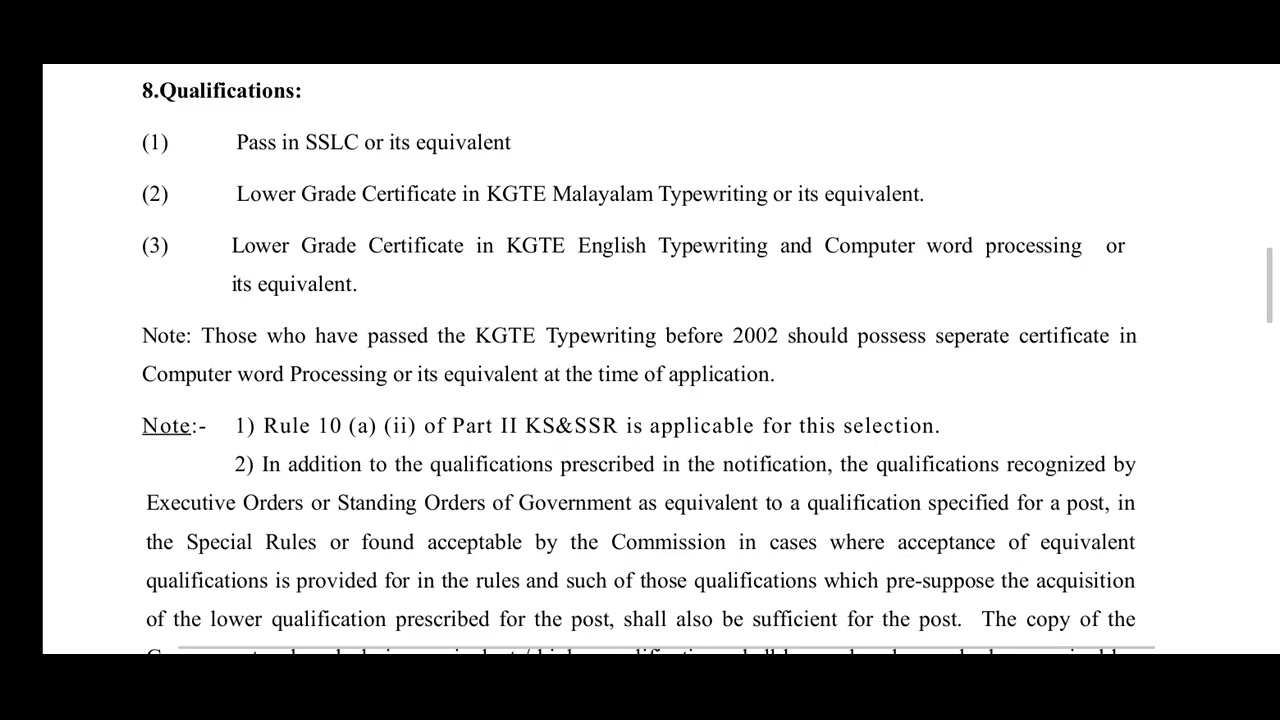 8.Qualifications:
(1) Pass in SSLC or its equivalent
(2) Lower Grade Certificate in KGTE Malayalam Typewriting or its equivalent.
(3) Lower Grade Certificate in KGTE English Typewriting and Computer word processing or
its equivalent.
Note: Those who have passed the KGTE Typewriting before 2002 should possess seperate certificate in
Computer word Processing or its equivalent at the time of application.
Note:- 1) Rule 10 (a) (ii) of Part II KS&SSR is applicable for this selection.
2) In addition to the qualifications prescribed in the notification, the qualifications recognized by
Executive Orders or Standing Orders of Government as equivalent to a qualification specified for a post, in
the Special Rules or found acceptable by the Commission in cases where acceptance of equivalent
qualifications is provided for in the rules and such of those qualifications which pre-suppose the acquisition
of the lower qualification prescribed for the post, shall also be sufficient for the post. The copy of the